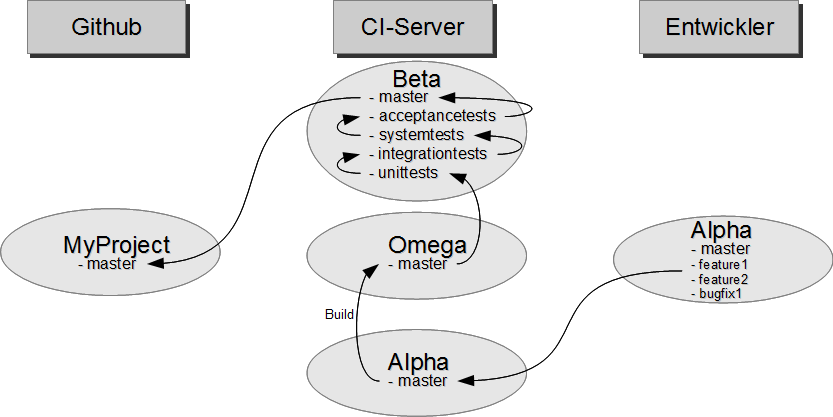 Github
CI-Server
Entwickler
Beta
- master
- acceptancetests
- systemtests
- integrationtests
- unittests
MyProject
- master
Omega
- master
Alpha
- master
- feature1
- feature2
- bugfix1
Build
Alpha
- master